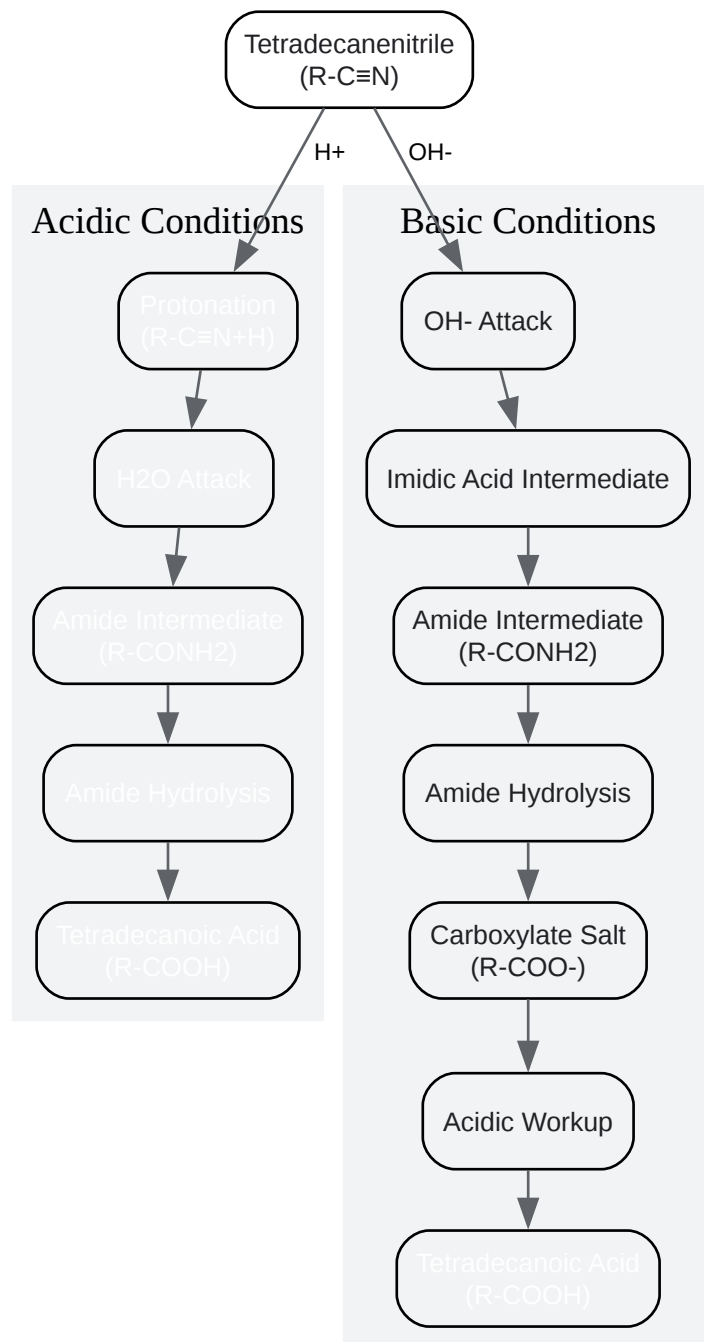 Tetradecanenitrile
(R-C≡N)
H+
OH-
Acidic Conditions
Protonation
(R-C≡N+H)
H2O Attack
Amide Intermediate
(R-CONH2)
Amide Hydrolysis
Tetradecanoic Acid
(R-COOH)
Basic Conditions
OH- Attack
Imidic Acid Intermediate
Amide Intermediate
(R-CONH2)
Amide Hydrolysis
Carboxylate Salt
(R-COO-)
Acidic Workup
Tetradecanoic Acid
(R-COOH)